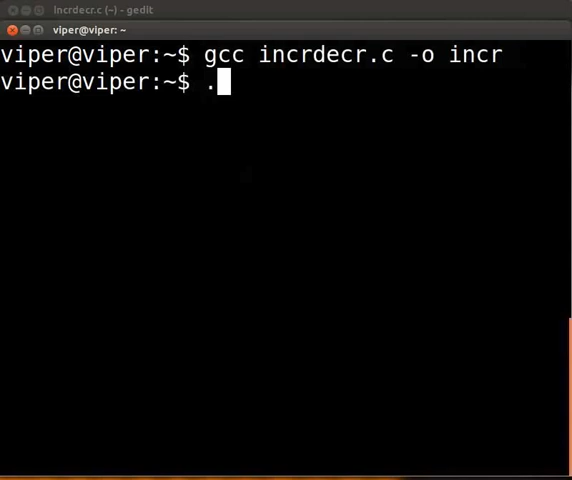 Incrdecr.c (~) - gedit
viper@viper: ~
viper@viper:~$ gcc incrdecr.c -o incr
viper@viper:~$ .